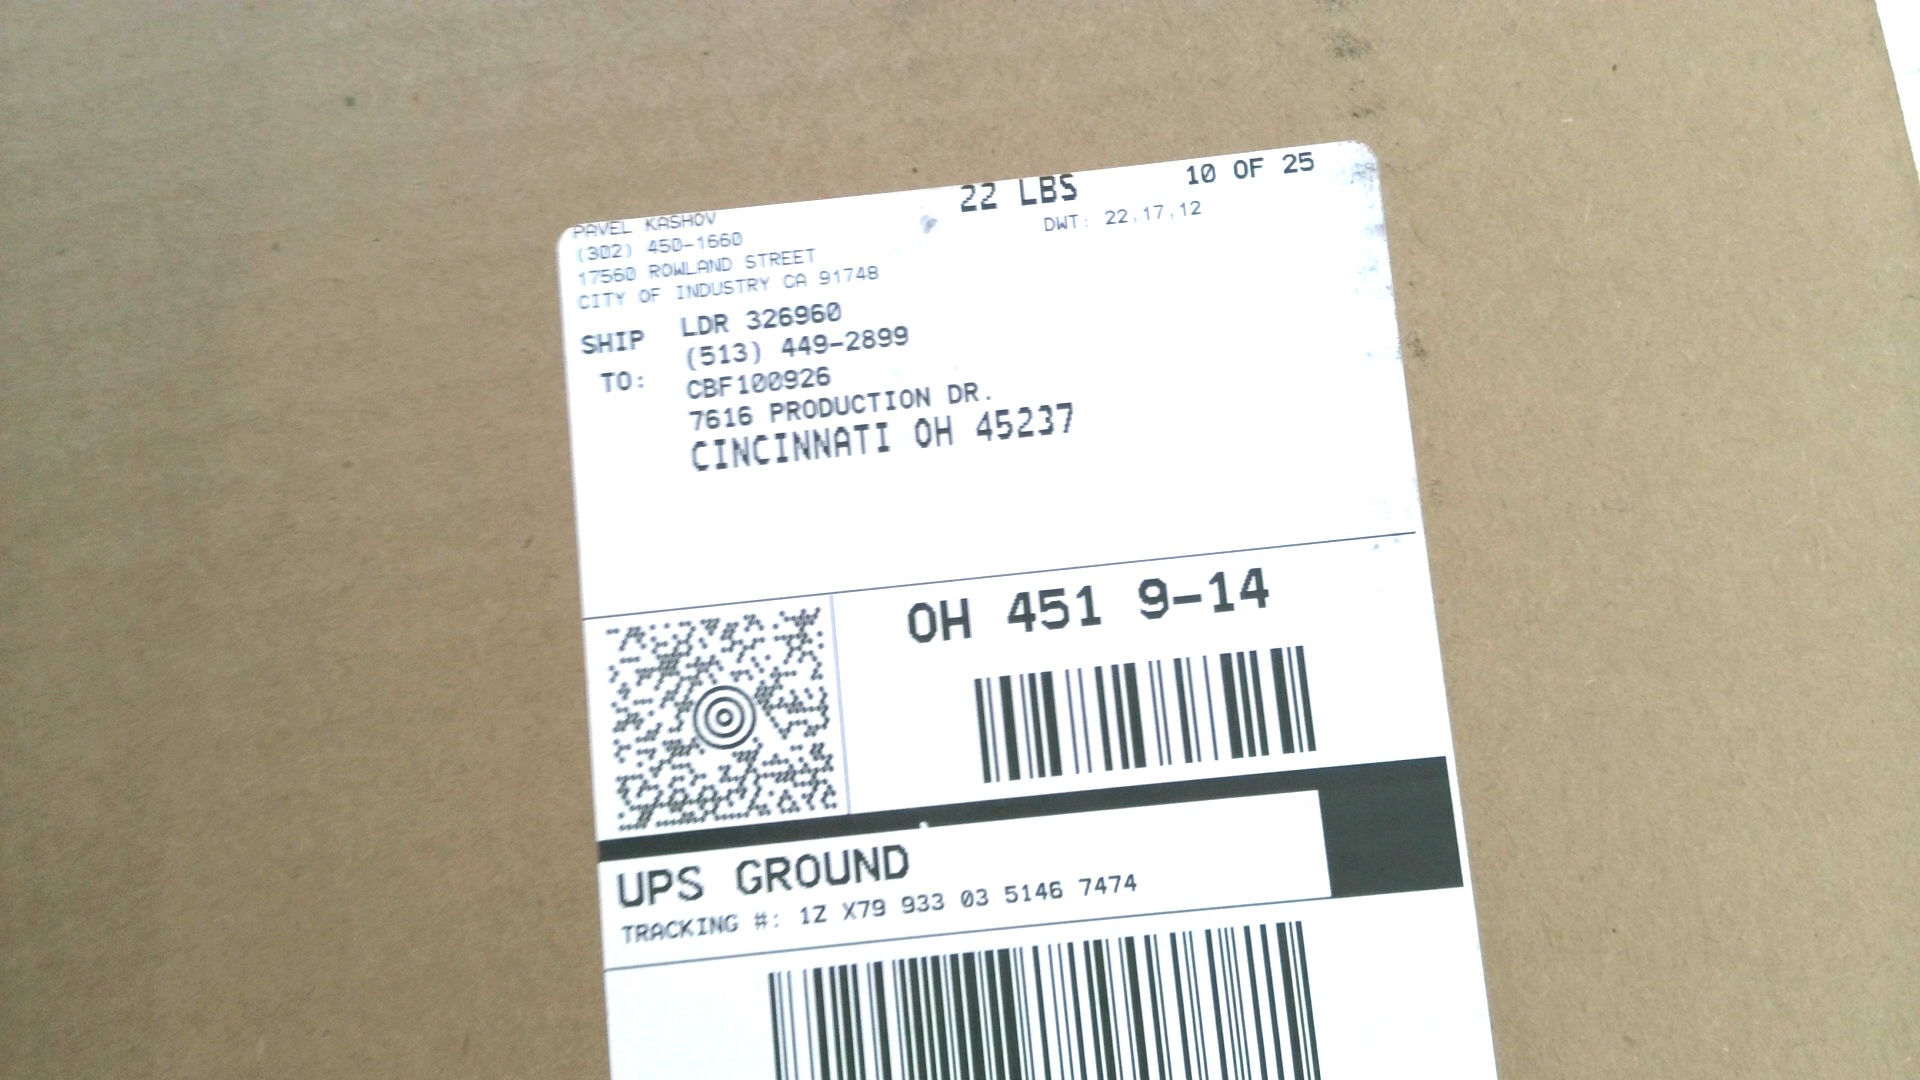 PAVEL KASHOV
(302) 450-1660
17560 ROWLAND STREET
CITY OF INDUSTRY CA 91748
22 LBS
10 OF 25
DWT: 22,17,12
SHIP TO:
LDR 326960
(513) 449-2899
CBF100926
7616 PRODUCTION DR.
CINCINNATI OH 45237
OH 451 9-14
UPS GROUND
TRACKING #: 1Z X79 933 03 5146 7474